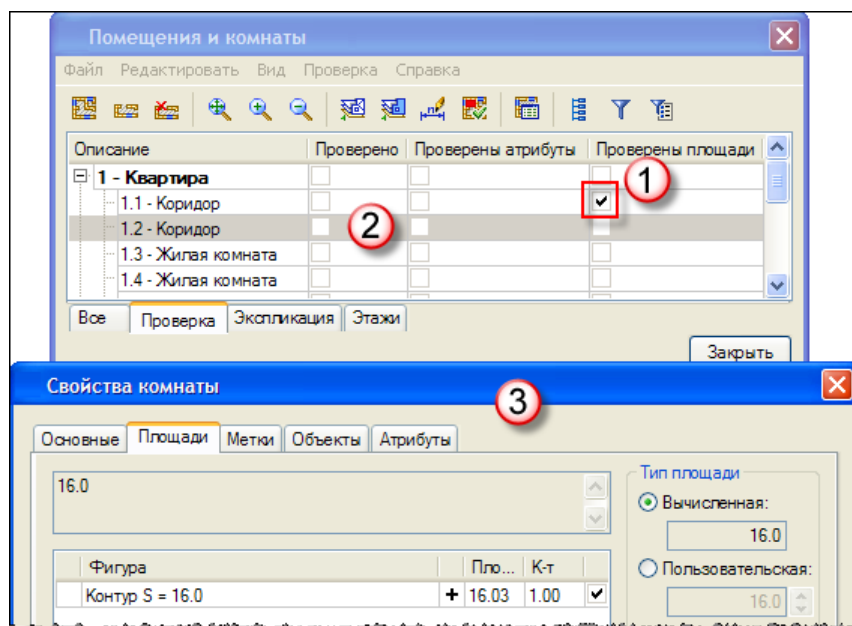 Помещения и комнаты
Файл Редактировать Вид Проверка Справка
Описание Проверено Проверены атрибуты Проверены площади
1 - Квартира
1
1.1 - Коридор
1.2 - Коридор
2
1.3 - Жилая комната
1.4 - Жилая комната
Все Проверка Экспликация Этажи
Закрыть
Свойства комнаты
3
Основные Площади Метки Объекты Атрибуты
16.0
Тип площади
Вычисленная:
16.0
Фигура Пло... К-т
Пользовательская:
Контур S = 16.0 + 16.03 1.00
16.0